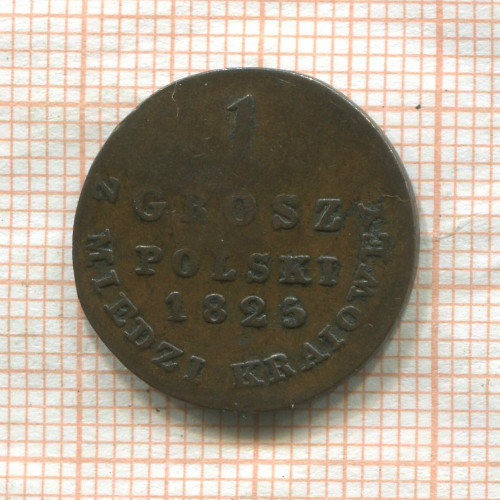 1
GROSZ
POLSKI
1825
Z MIEDZI KRAIOWEY